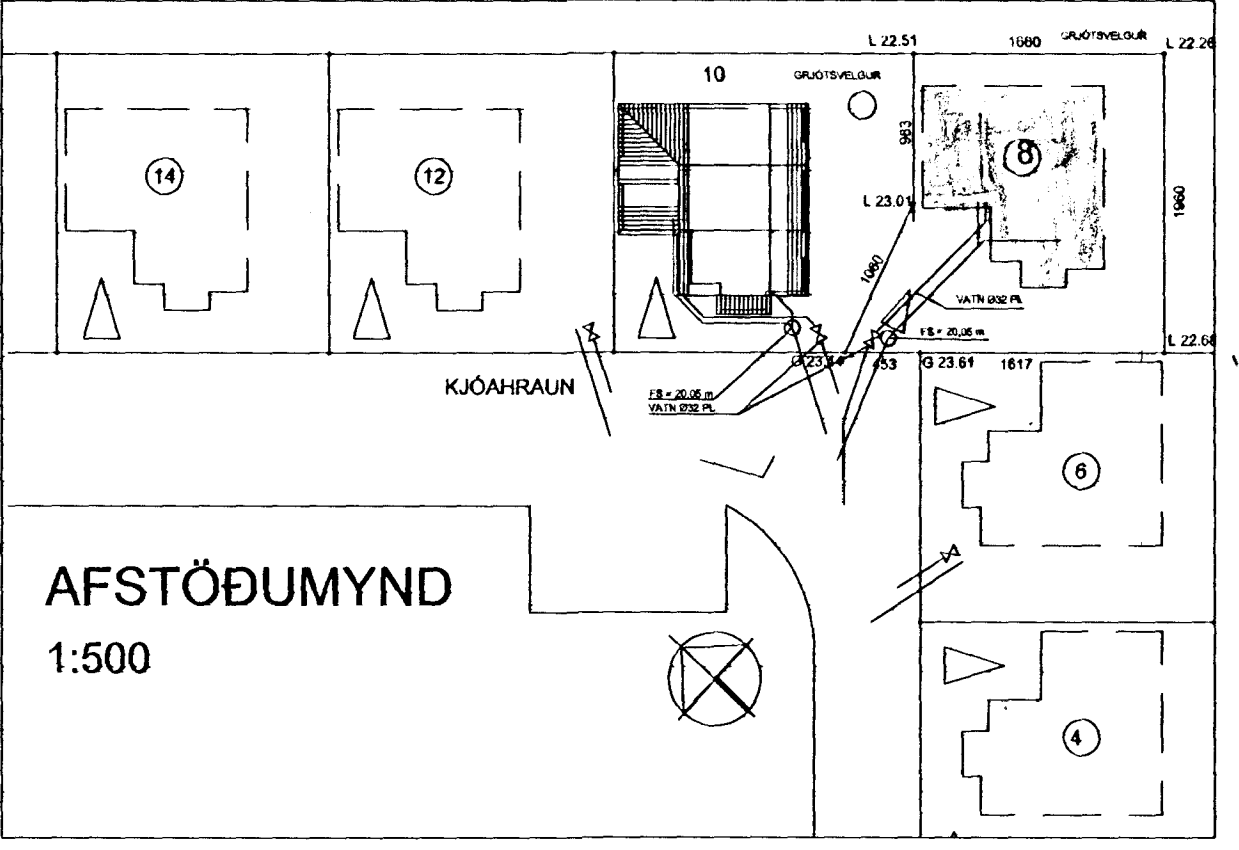 L 22.51
1660
GRJÓTSVELGUR
L 22.26
10
GRJÓTSVELGUR
983
8
14
12
1960
L 23.01
1060
VATN Ø32 PL
FS = 20,05 m
L 22.68
453
G 23.61
1617
KJÓAHRAUN
FS = 20.05 m
VATN Ø32 PL
6
AFSTÖÐUMYND
1:500
4